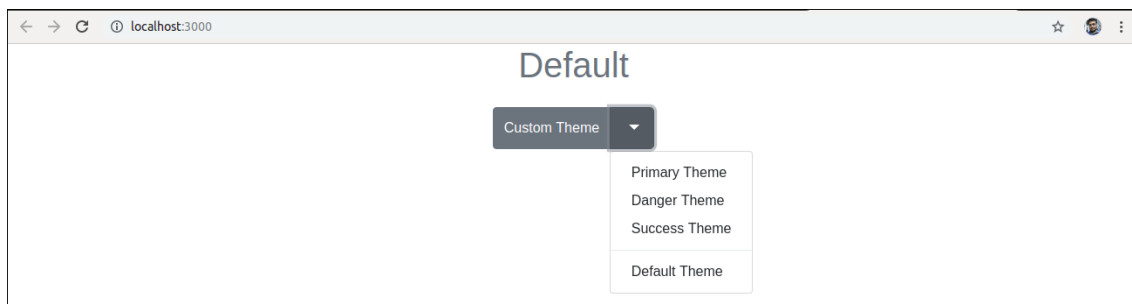 localhost:3000
Default
Custom Theme
Primary Theme
Danger Theme
Success Theme
Default Theme